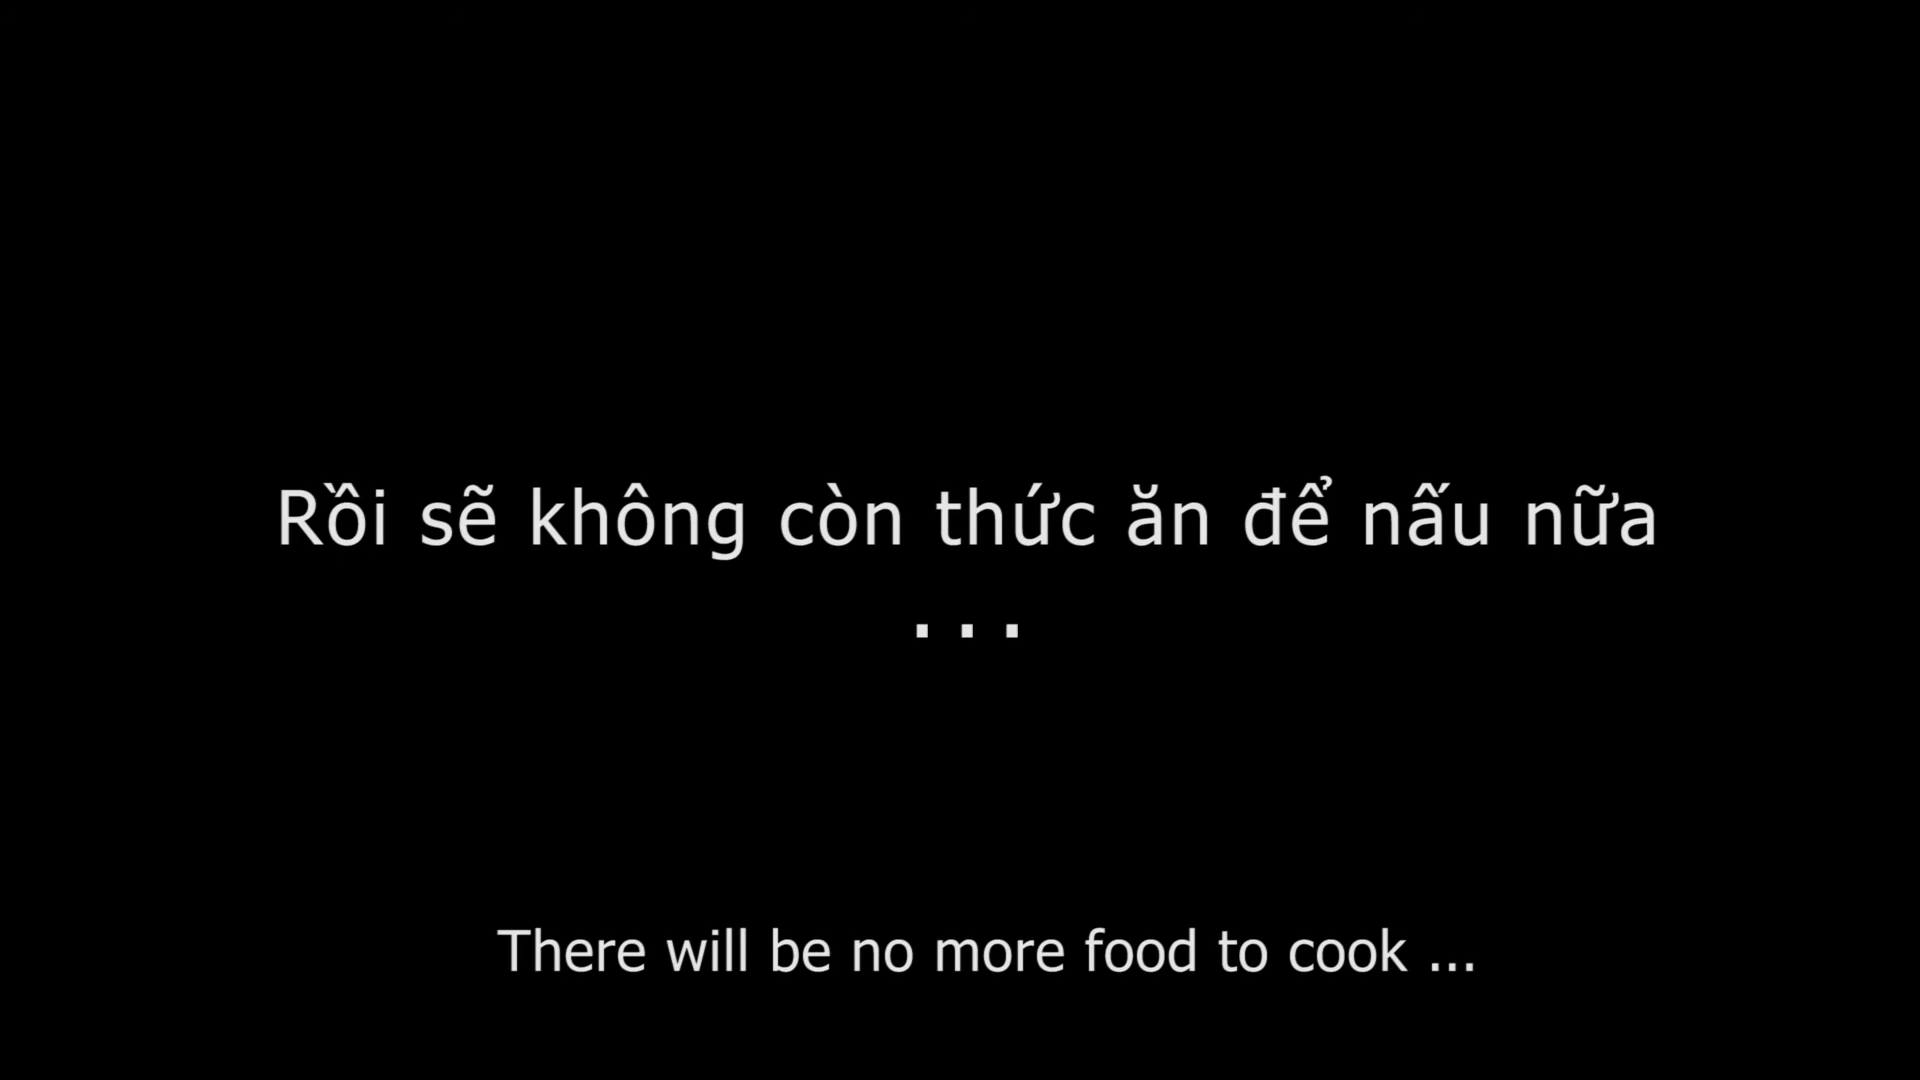 Rồi sẽ không còn thức ăn để nấu nữa
...
There will be no more food to cook ...